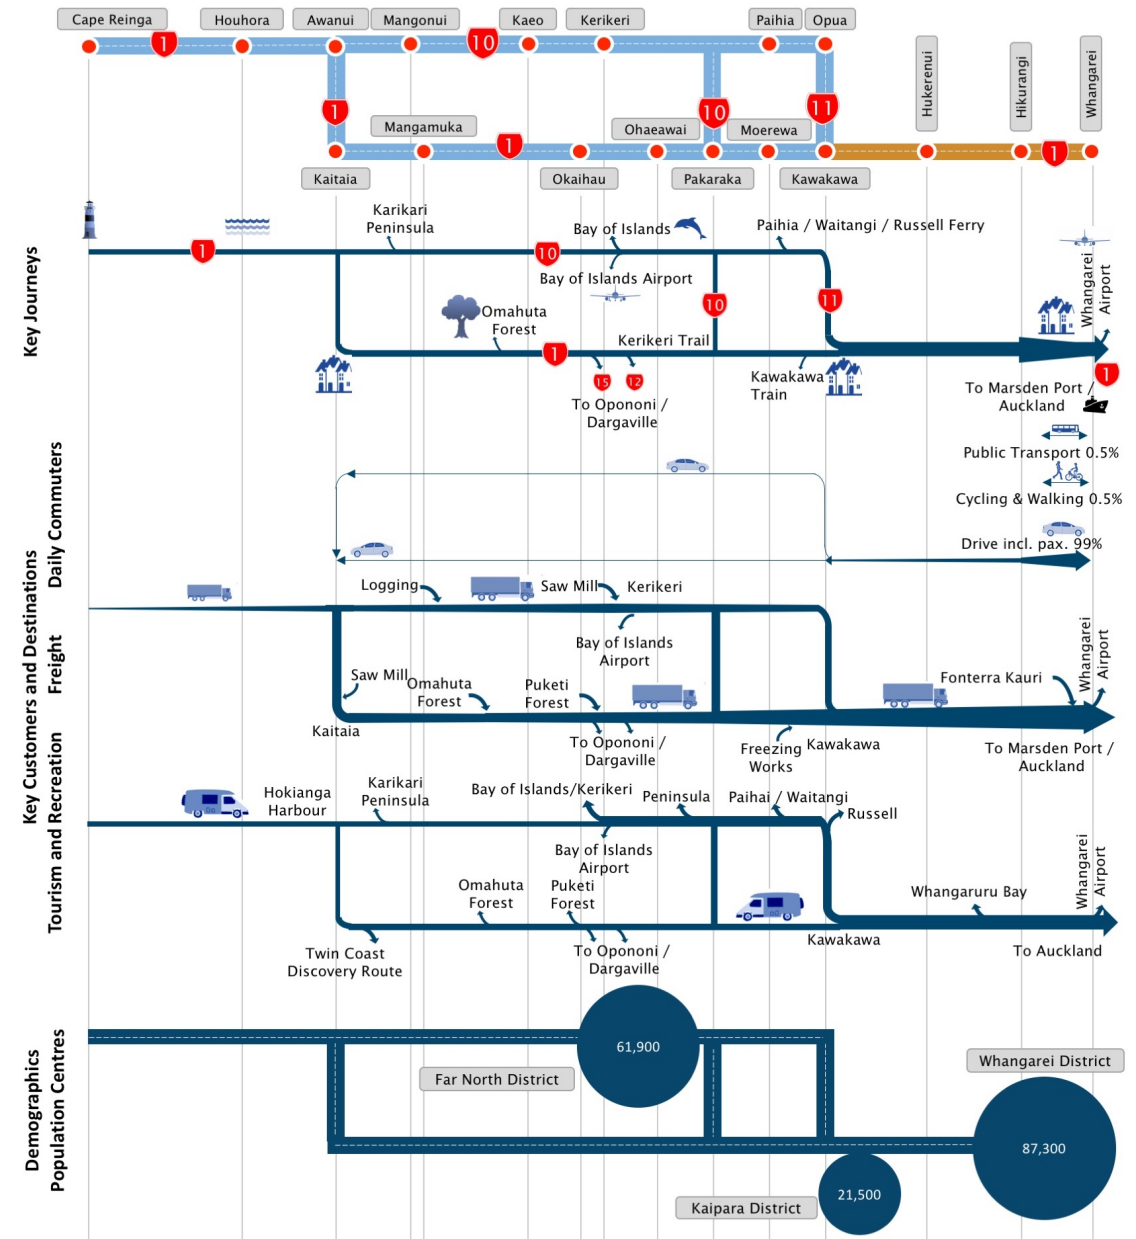 Cape Reinga
Houhora
Awanui
Mangonui
Kaeo
Kerikeri
Paihia
Opua
1
10
Hukerenui
Hikurangi
Whangarei
1
10
11
Mangamuka
Ohaeawai
Moerewa
1
1
Kaitaia
Okaihau
Pakaraka
Kawakawa
Key Journeys
Karikari
Peninsula
Bay of Islands
Paihia / Waitangi / Russell Ferry
1
10
Bay of Islands Airport
Whangarei
Airport
10
11
Omahuta
Forest
Kerikeri Trail
1
15
12
To Opononi /
Dargaville
Kawakawa
Train
1
To Marsden Port /
Auckland
Key Customers and Destinations
Daily Commuters
Public Transport 0.5%
Cycling & Walking 0.5%
Drive incl. pax. 99%
Freight
Logging
Saw Mill
Kerikeri
Bay of Islands
Airport
Saw Mill
Omahuta
Forest
Puketi
Forest
Fonterra Kauri
Whangarei
Airport
Kaitaia
To Opononi /
Dargaville
Freezing
Works
Kawakawa
To Marsden Port /
Auckland
Tourism and Recreation
Hokianga
Harbour
Karikari
Peninsula
Bay of Islands/Kerikeri
Peninsula
Paihai / Waitangi
Russell
Bay of Islands
Airport
Whangarei
Airport
Omahuta
Forest
Puketi
Forest
Whangaruru Bay
Twin Coast
Discovery Route
To Opononi /
Dargaville
Kawakawa
To Auckland
Demographics
Population Centres
61,900
Far North District
Whangarei District
87,300
Kaipara District
21,500